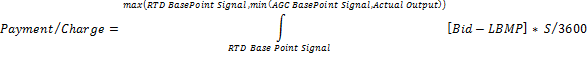 max(RTD BasePoint Signal,min(AGC BasePoint Signal,Actual Output))
Payment/Charge = ∫ [Bid−LBMP] * S/3600
RTD Base Point Signal